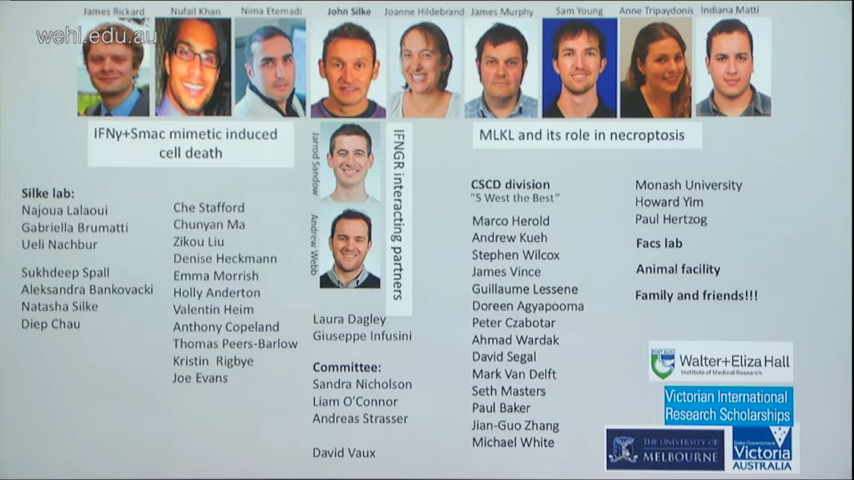 James Rickard
Nufail Khan
Nima Etemadi
John Silke
Joanne Hildebrand
James Murphy
Sam Young
Anne Tripaydonis
Indiana Matti
wehi.edu.au
IFNγ+Smac mimetic induced
cell death
Jarrod Sandow
Andrew Webb
IFNGR interacting partners
MLKL and its role in necroptosis
Silke lab:
Najoua Lalaoui
Gabriella Brumatti
Ueli Nachbur
Sukhdeep Spall
Aleksandra Bankovacki
Natasha Silke
Diep Chau
Che Stafford
Chunyan Ma
Zikou Liu
Denise Heckmann
Emma Morrish
Holly Anderton
Valentin Heim
Anthony Copeland
Thomas Peers-Barlow
Kristin Rigbye
Joe Evans
Laura Dagley
Giuseppe Infusini
Committee:
Sandra Nicholson
Liam O'Connor
Andreas Strasser
David Vaux
CSCD division
"5 West the Best"
Marco Herold
Andrew Kueh
Stephen Wilcox
James Vince
Guillaume Lessene
Doreen Agyapooma
Peter Czabotar
Ahmad Wardak
David Segal
Mark Van Delft
Seth Masters
Paul Baker
Jian-Guo Zhang
Michael White
Monash University
Howard Yim
Paul Hertzog
Facs lab
Animal facility
Family and friends!!!
Walter+Eliza Hall
Institute of Medical Research
Victorian International
Research Scholarships
THE UNIVERSITY OF
MELBOURNE
State Government
Victoria
AUSTRALIA